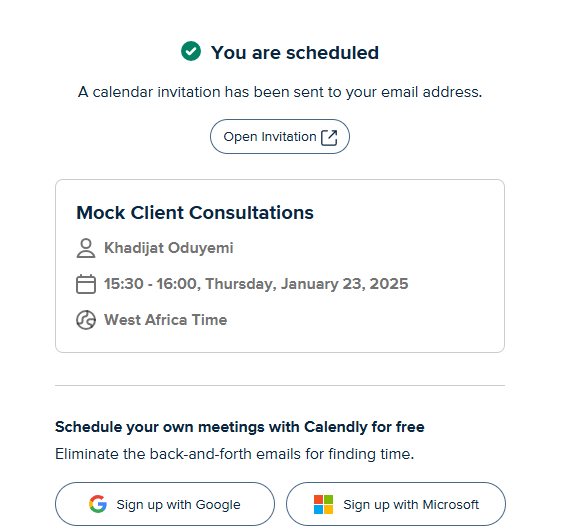 You are scheduled
A calendar invitation has been sent to your email address.
Open Invitation
Mock Client Consultations
Khadijat Oduyemi
15:30 - 16:00, Thursday, January 23, 2025
West Africa Time
Schedule your own meetings with Calendly for free
Eliminate the back-and-forth emails for finding time.
Sign up with Google
Sign up with Microsoft